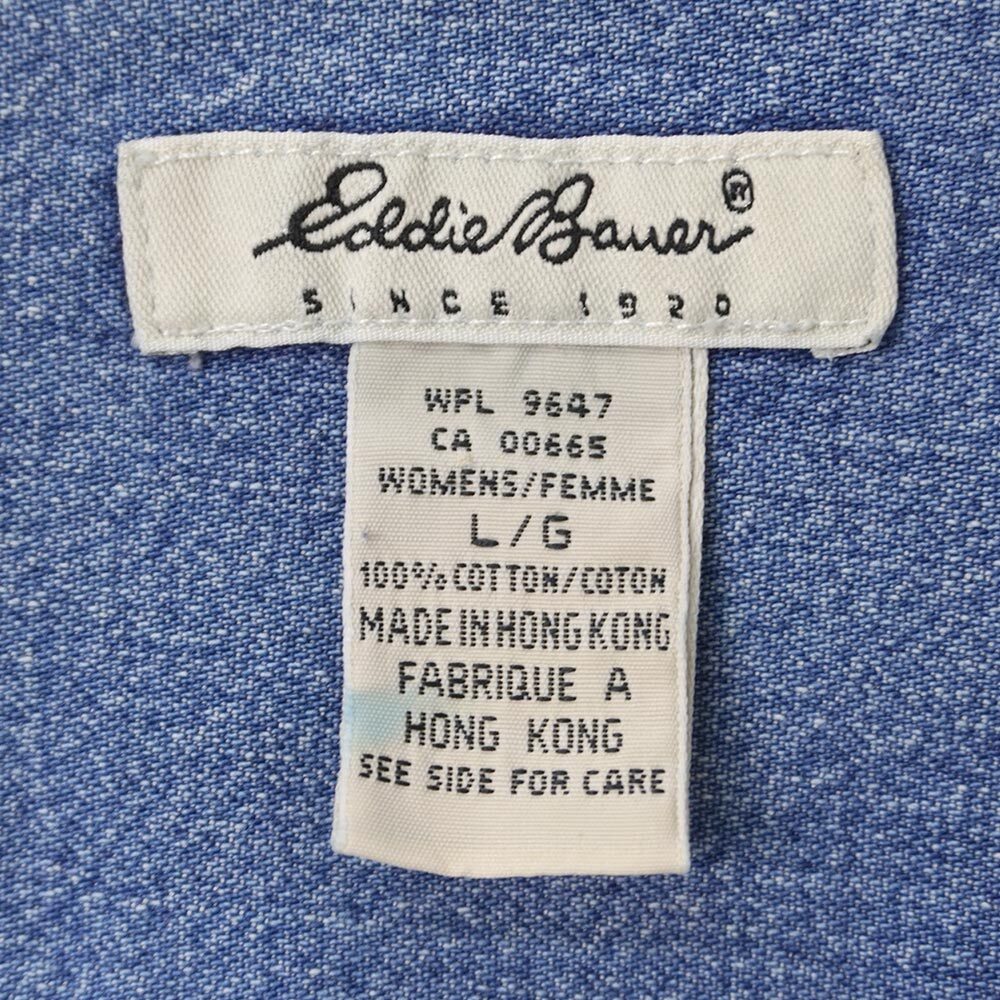 Eddie Bauer®
SINCE 1920
WPL 9647
CA 00665
WOMENS/FEMME
L/G
100% COTTON/COTON
MADE IN HONG KONG
FABRIQUE A
HONG KONG
SEE SIDE FOR CARE